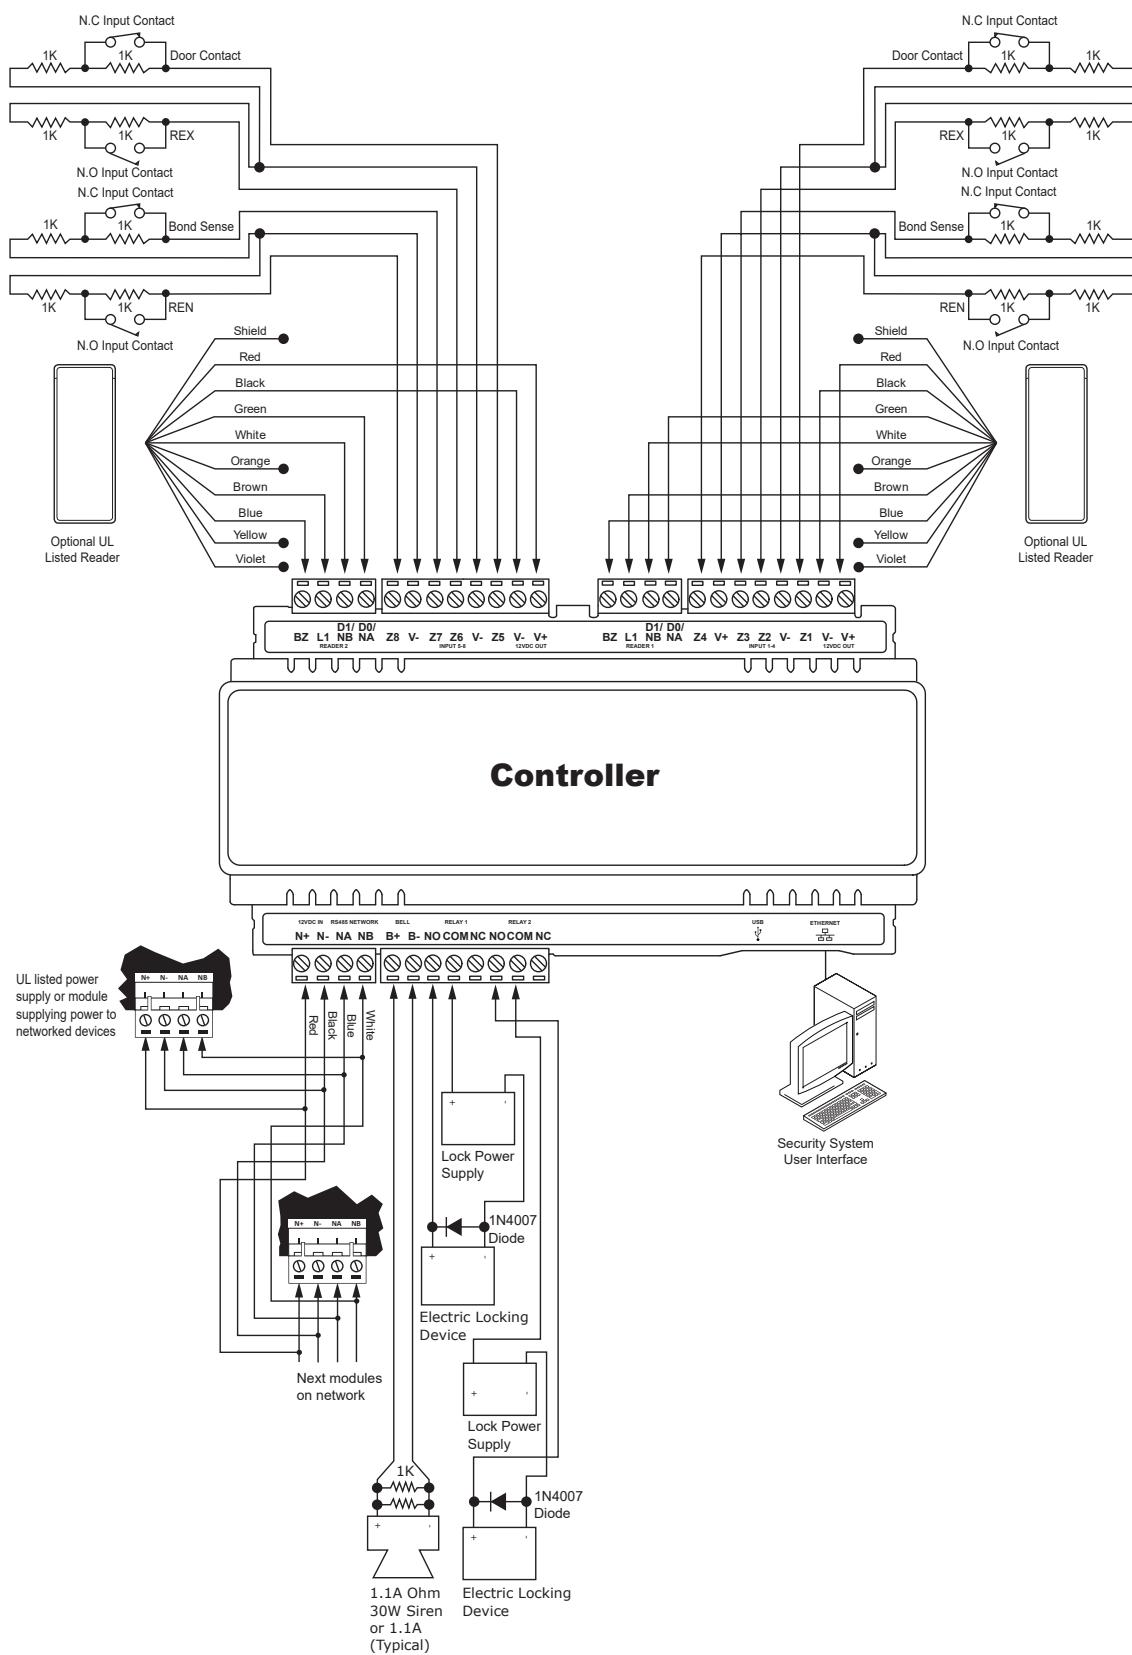 N.C Input Contact
1K
1K
Door Contact
1K
1K
REX
N.O Input Contact
N.C Input Contact
1K
1K
Bond Sense
1K
1K
REN
N.O Input Contact
N.C Input Contact
Door Contact
1K
1K
REX
1K
1K
N.O Input Contact
N.C Input Contact
Bond Sense
1K
1K
REN
1K
1K
N.O Input Contact
Shield
Red
Black
Green
White
Orange
Brown
Blue
Yellow
Violet
Optional UL
Listed Reader
Shield
Red
Black
Green
White
Orange
Brown
Blue
Yellow
Violet
Optional UL
Listed Reader
D1/ D0/
BZ L1 NB NA Z8 V- Z7 Z6 V- Z5 V- V+
READER 2 INPUT 5-8 12VDC OUT
D1/ D0/
BZ L1 NB NA Z4 V+ Z3 Z2 V- Z1 V- V+
READER 1 INPUT 1-4 12VDC OUT
Controller
12VDC IN RS485 NETWORK BELL RELAY 1 RELAY 2 USB ETHERNET
N+ N- NA NB B+ B- NO COM NC NO COM NC
UL listed power
supply or module
supplying power to
networked devices
N+ N- NA NB
Red
Black
Blue
White
Security System
User Interface
+ -
Lock Power
Supply
1N4007
Diode
+ -
Electric Locking
Device
N+ N- NA NB
Next modules
on network
+ -
Lock Power
Supply
1N4007
Diode
+ -
Electric Locking
Device
1K
+ -
1.1A Ohm
30W Siren
or 1.1A
(Typical)